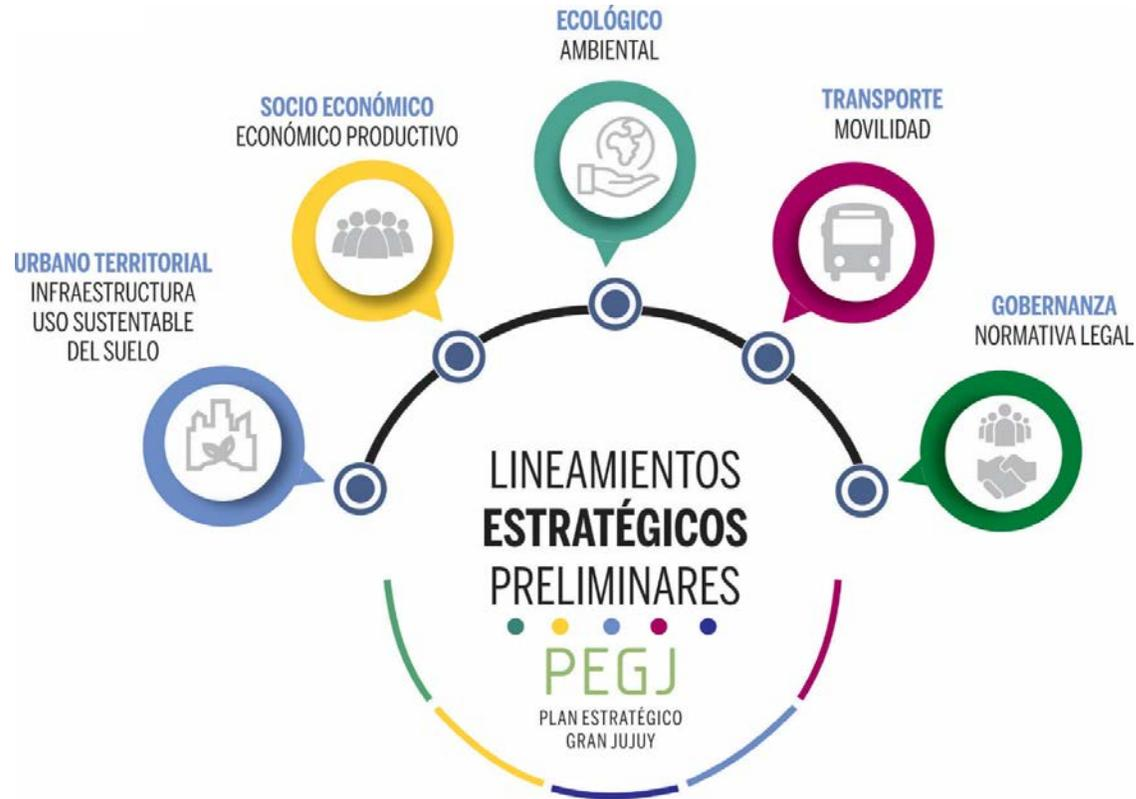 ECOLÓGICO
AMBIENTAL
SOCIO ECONÓMICO
ECONÓMICO PRODUCTIVO
TRANSPORTE
MOVILIDAD
URBANO TERRITORIAL
INFRAESTRUCTURA
USO SUSTENTABLE
DEL SUELO
GOBERNANZA
NORMATIVA LEGAL
LINEAMIENTOS
ESTRATÉGICOS
PRELIMINARES
PEGJ
PLAN ESTRATÉGICO
GRAN JUJUY